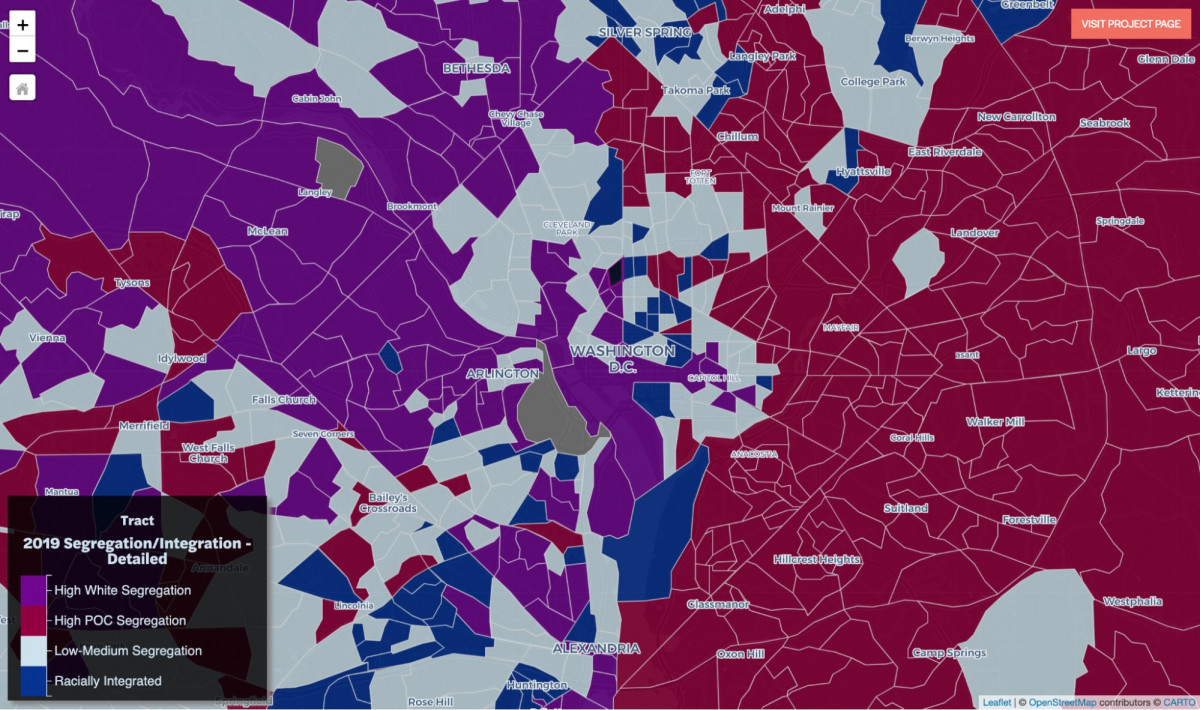 +
−
VISIT PROJECT PAGE
Adelphi
Greenbelt
SILVER SPRING
Berwyn Heights
Langley Park
Glenn Dale
BETHESDA
College Park
Takoma Park
Cabin John
Chevy Chase
Village
New Carrollton
Seabrook
Chillum
East Riverdale
Hyattsville
FORT
TOTTEN
Langley
Brookmont
Mount Rainier
Trap
CLEVELAND
PARK
Springdale
McLean
Landover
Tysons
MAYFAIR
Vienna
WASHINGTON
D.C.
Largo
asant
Idylwood
ARLINGTON
CAPITOL HILL
Kettering
Falls Church
Merrifield
Walker Mill
Seven Corners
Coral Hills
West Falls
Church
ANACOSTIA
Mantua
Bailey's
Crossroads
Suitland
Forestville
Hillcrest Heights
Annandale
Lincolnia
Glassmanor
Westphalia
ALEXANDRIA
Oxon Hill
Camp Springs
Huntington
Rose Hill
Springfield
Tract
2019 Segregation/Integration -
Detailed
High White Segregation
High POC Segregation
Low-Medium Segregation
Racially Integrated
Leaflet | © OpenStreetMap contributors © CARTO